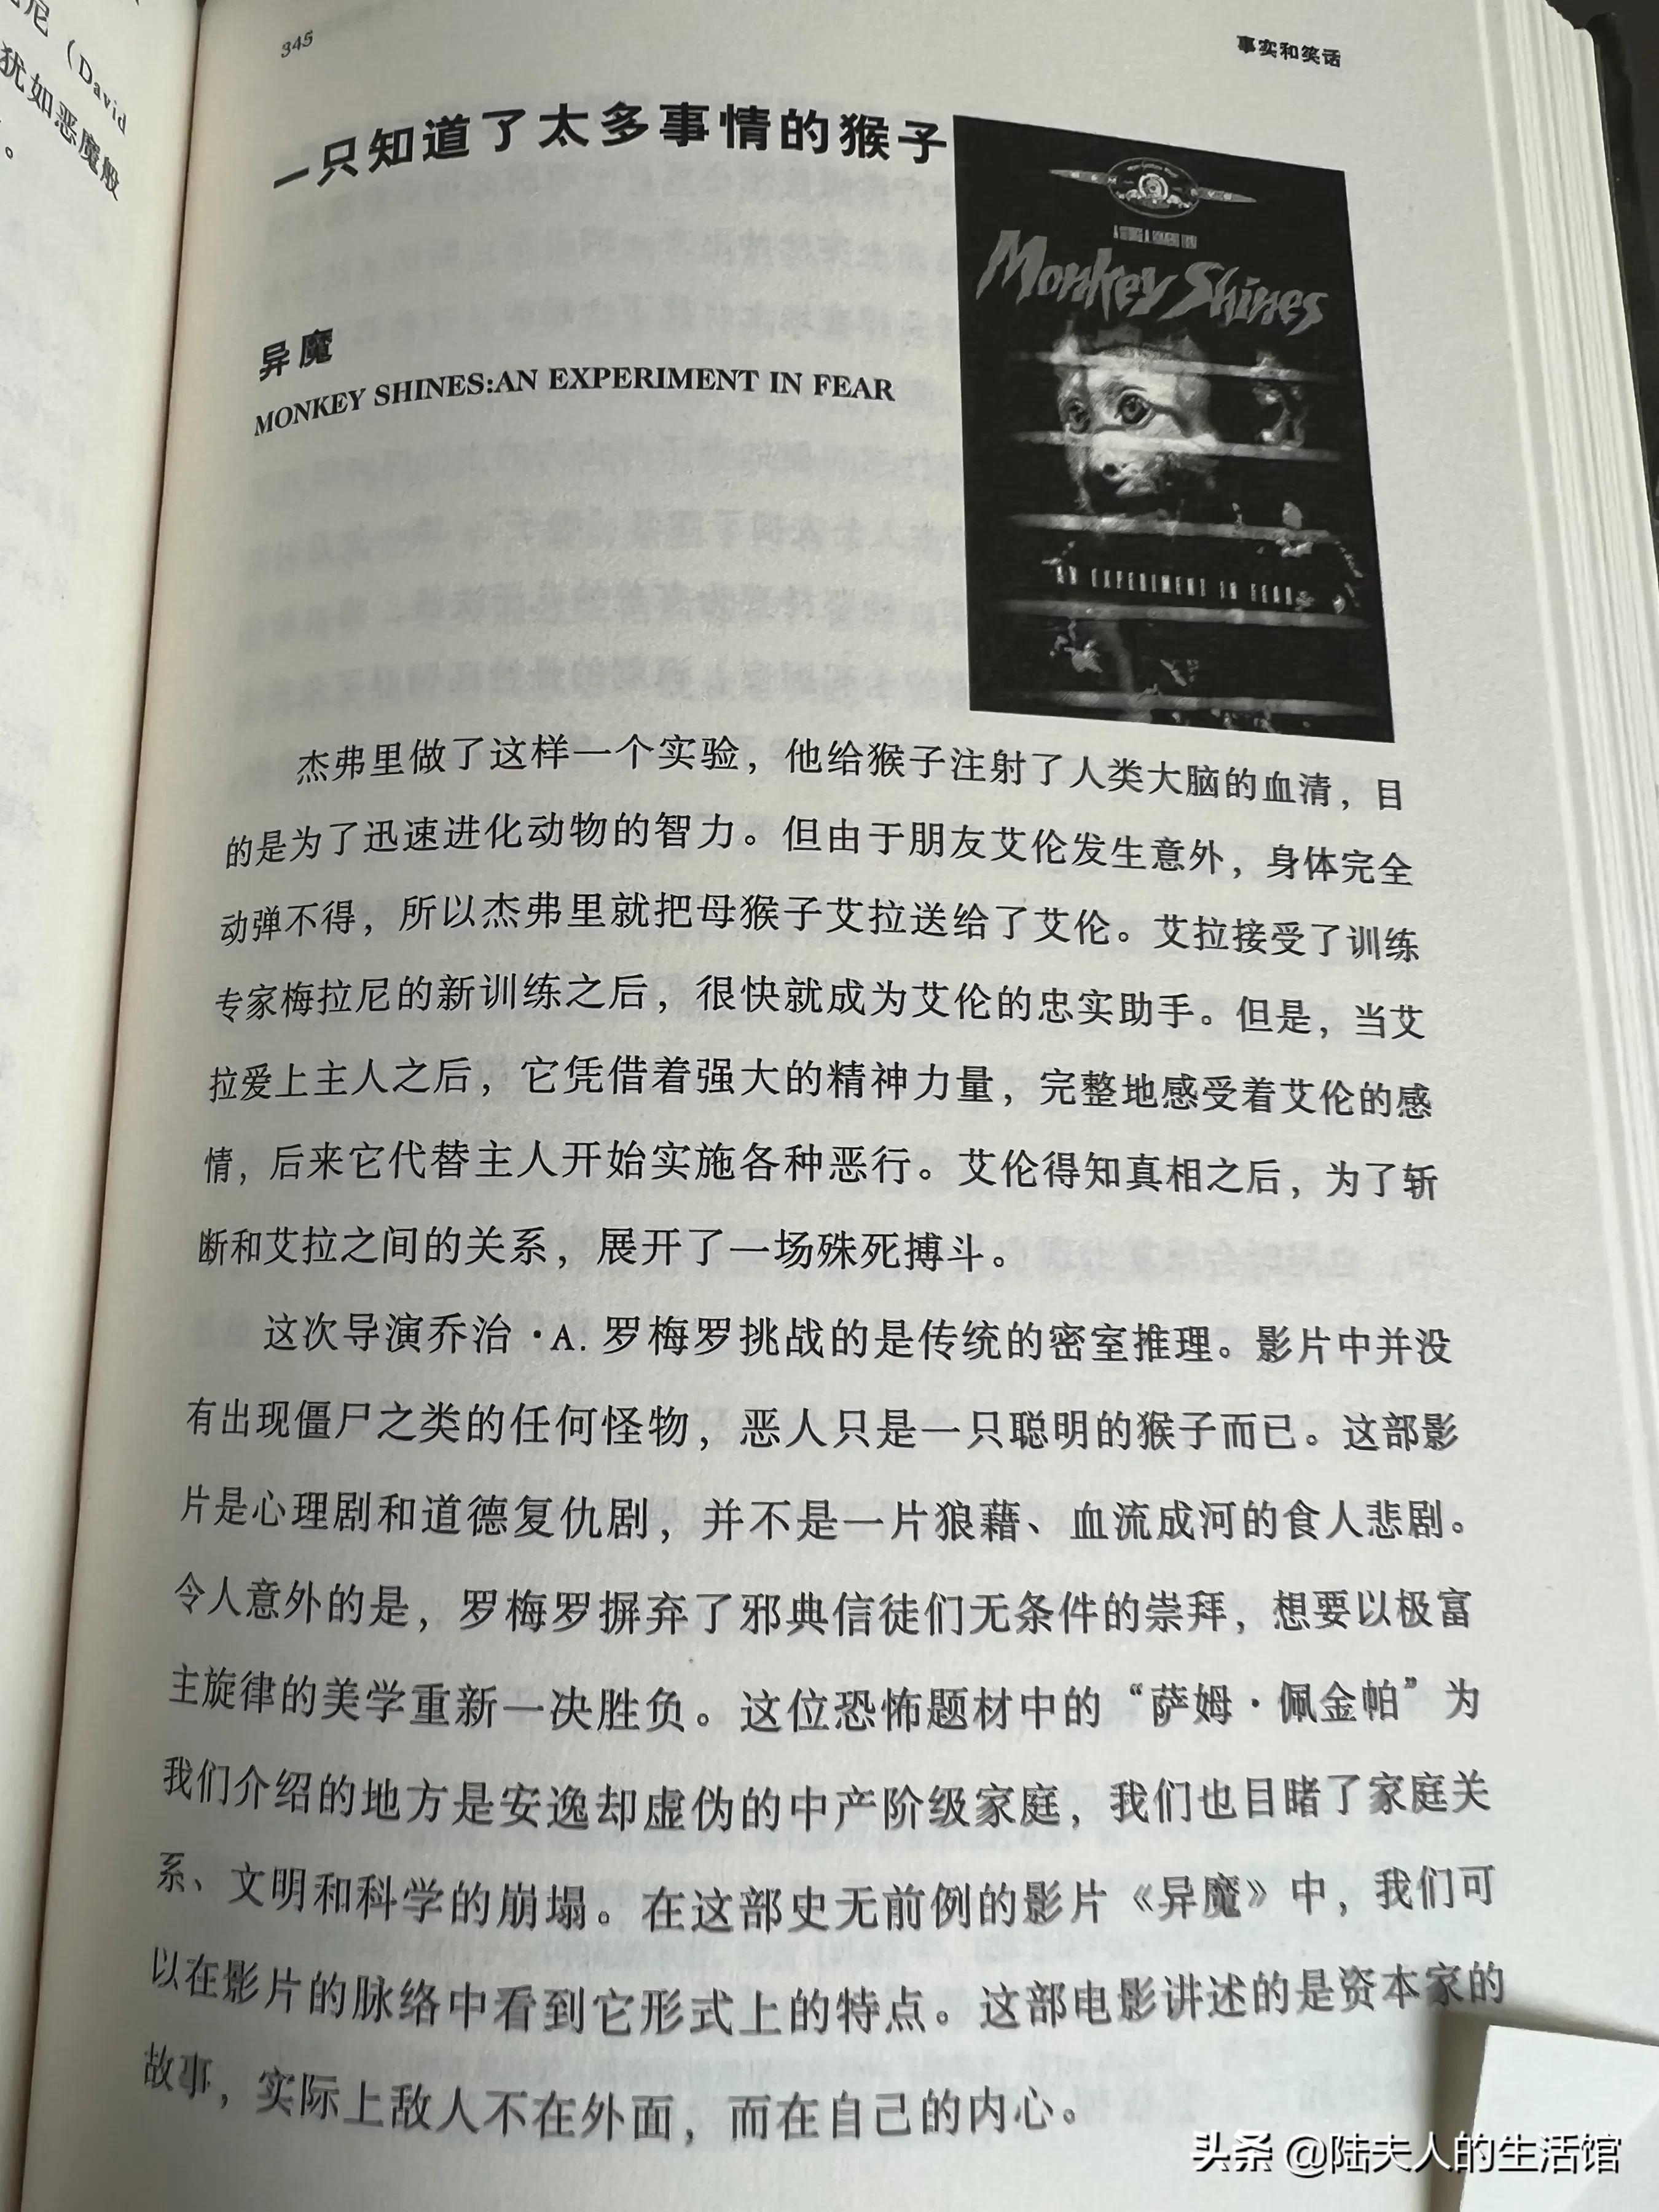 尼（David
犹如恶魔般
。
345
事实和笑话
一只知道了太多事情的猴子
Monkey Shines
AN EXPERIMENT IN FEAR
异魔
MONKEY SHINES:AN EXPERIMENT IN FEAR
杰弗里做了这样一个实验，他给猴子注射了人类大脑的血清，目
的是为了迅速进化动物的智力。但由于朋友艾伦发生意外，身体完全
动弹不得，所以杰弗里就把母猴子艾拉送给了艾伦。艾拉接受了训练
专家梅拉尼的新训练之后，很快就成为艾伦的忠实助手。但是，当艾
拉爱上主人之后，它凭借着强大的精神力量，完整地感受着艾伦的感
情，后来它代替主人开始实施各种恶行。艾伦得知真相之后，为了斩
断和艾拉之间的关系，展开了一场殊死搏斗。
这次导演乔治·A. 罗梅罗挑战的是传统的密室推理。影片中并没
有出现僵尸之类的任何怪物，恶人只是一只聪明的猴子而已。这部影
片是心理剧和道德复仇剧，并不是一片狼藉、血流成河的食人悲剧。
令人意外的是，罗梅罗摒弃了邪典信徒们无条件的崇拜，想要以极富
主旋律的美学重新一决胜负。这位恐怖题材中的“萨姆·佩金帕”为
我们介绍的地方是安逸却虚伪的中产阶级家庭，我们也目睹了家庭关
系、文明和科学的崩塌。在这部史无前例的影片《异魔》中，我们可
以在影片的脉络中看到它形式上的特点。这部电影讲述的是资本家的
故事，实际上敌人不在外面，而在自己的内心。
头条 @陆夫人的生活馆